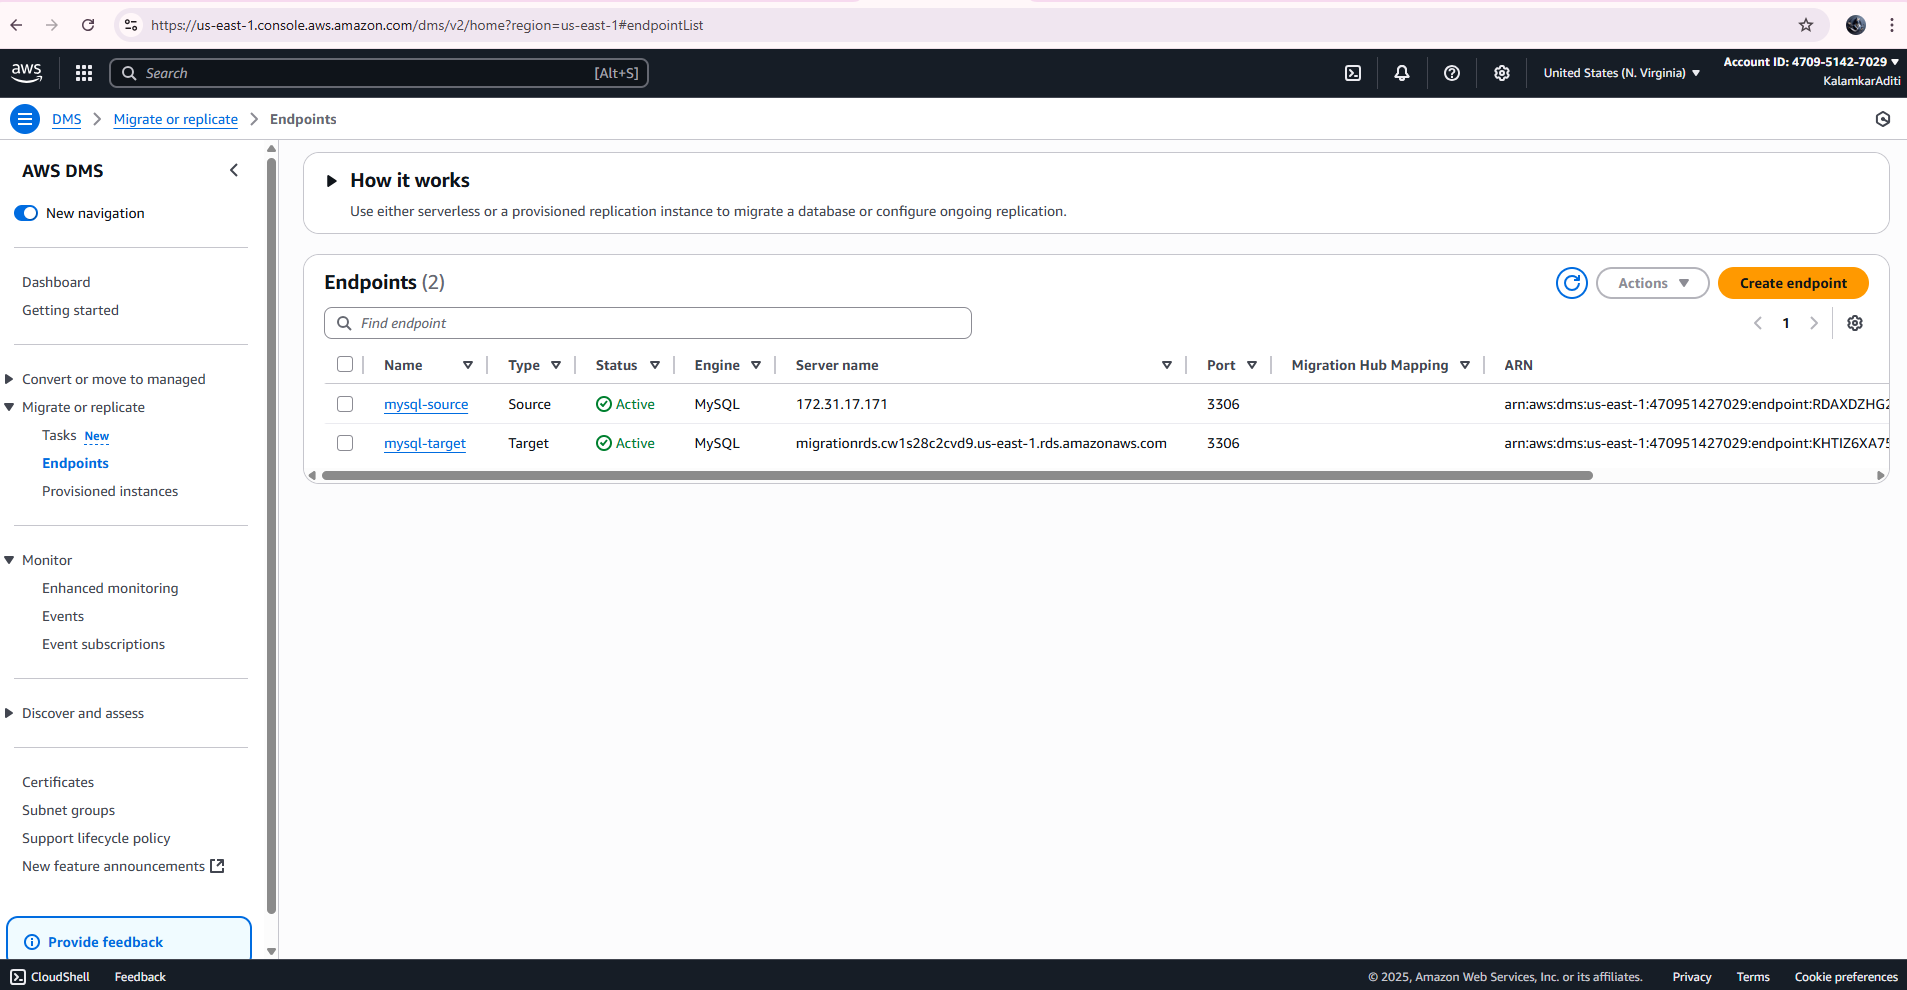 https://us-east-1.console.aws.amazon.com/dms/v2/home?region=us-east-1#endpointList
aws
Search
[Alt+S]
United States (N. Virginia)
Account ID: 4709-5142-7029
KalamkarAditi
DMS
Migrate or replicate
Endpoints
AWS DMS
New navigation
Dashboard
Getting started
Convert or move to managed
Migrate or replicate
Tasks New
Endpoints
Provisioned instances
Monitor
Enhanced monitoring
Events
Event subscriptions
Discover and assess
Certificates
Subnet groups
Support lifecycle policy
New feature announcements
Provide feedback
How it works
Use either serverless or a provisioned replication instance to migrate a database or configure ongoing replication.
Endpoints (2)
Actions
Create endpoint
Find endpoint
1
Name Type Status Engine Server name Port Migration Hub Mapping ARN
mysql-source Source Active MySQL 172.31.17.171 3306 arn:aws:dms:us-east-1:470951427029:endpoint:RDAXDZHG2
mysql-target Target Active MySQL migrationrds.cw1s28c2cvd9.us-east-1.rds.amazonaws.com 3306 arn:aws:dms:us-east-1:470951427029:endpoint:KHTIZ6XA75
CloudShell
Feedback
© 2025, Amazon Web Services, Inc. or its affiliates.
Privacy
Terms
Cookie preferences